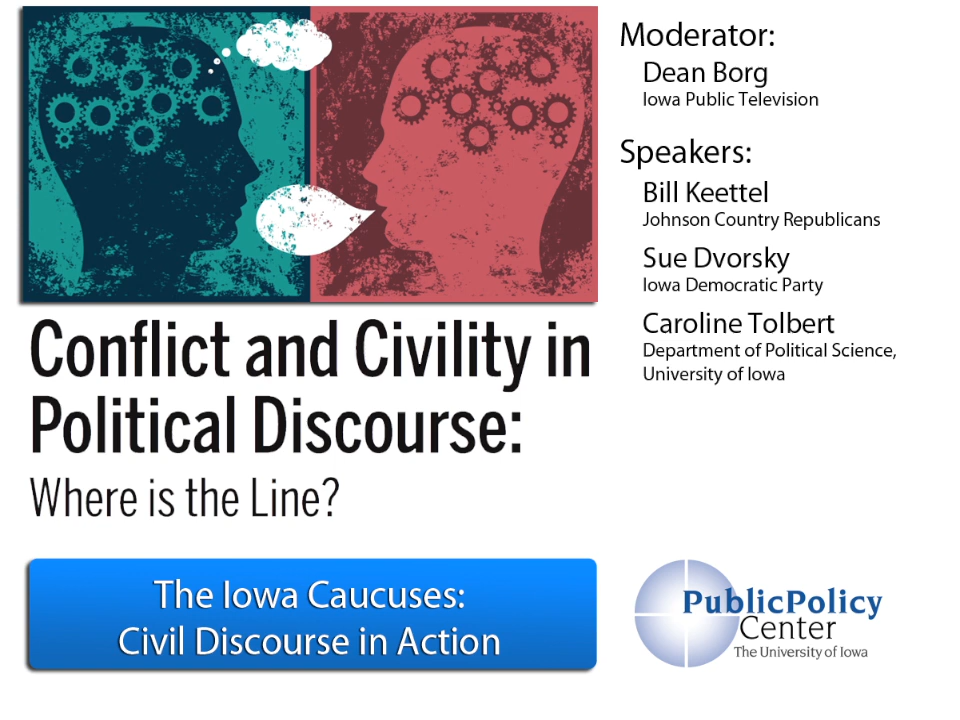 Conflict and Civility in
Political Discourse:
Where is the Line?
The Iowa Caucuses:
Civil Discourse in Action
Moderator:
Dean Borg
Iowa Public Television
Speakers:
Bill Keettel
Johnson Country Republicans
Sue Dvorsky
Iowa Democratic Party
Caroline Tolbert
Department of Political Science,
University of Iowa
PublicPolicy
Center
The University of Iowa